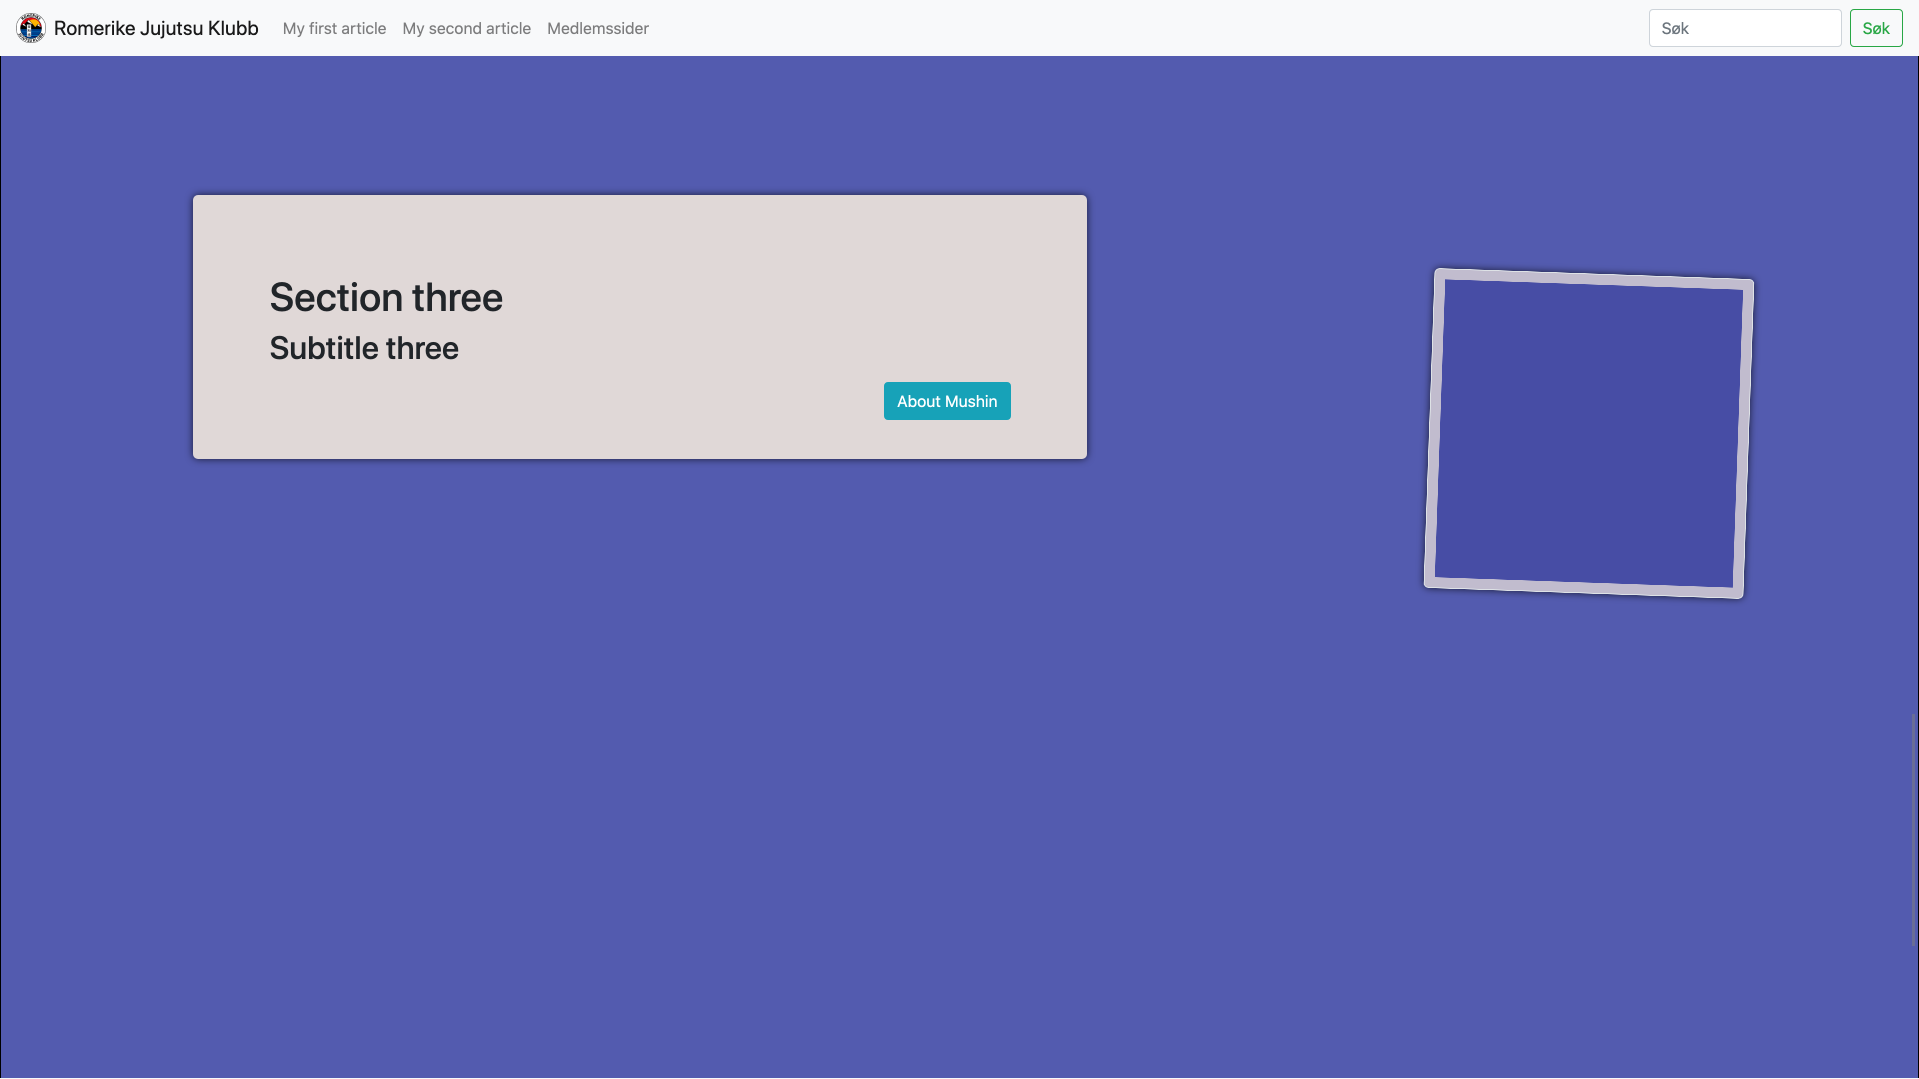 Romerike Jujutsu Klubb
My first article
My second article
Medlemssider
Søk
Søk
Section three
Subtitle three
About Mushin